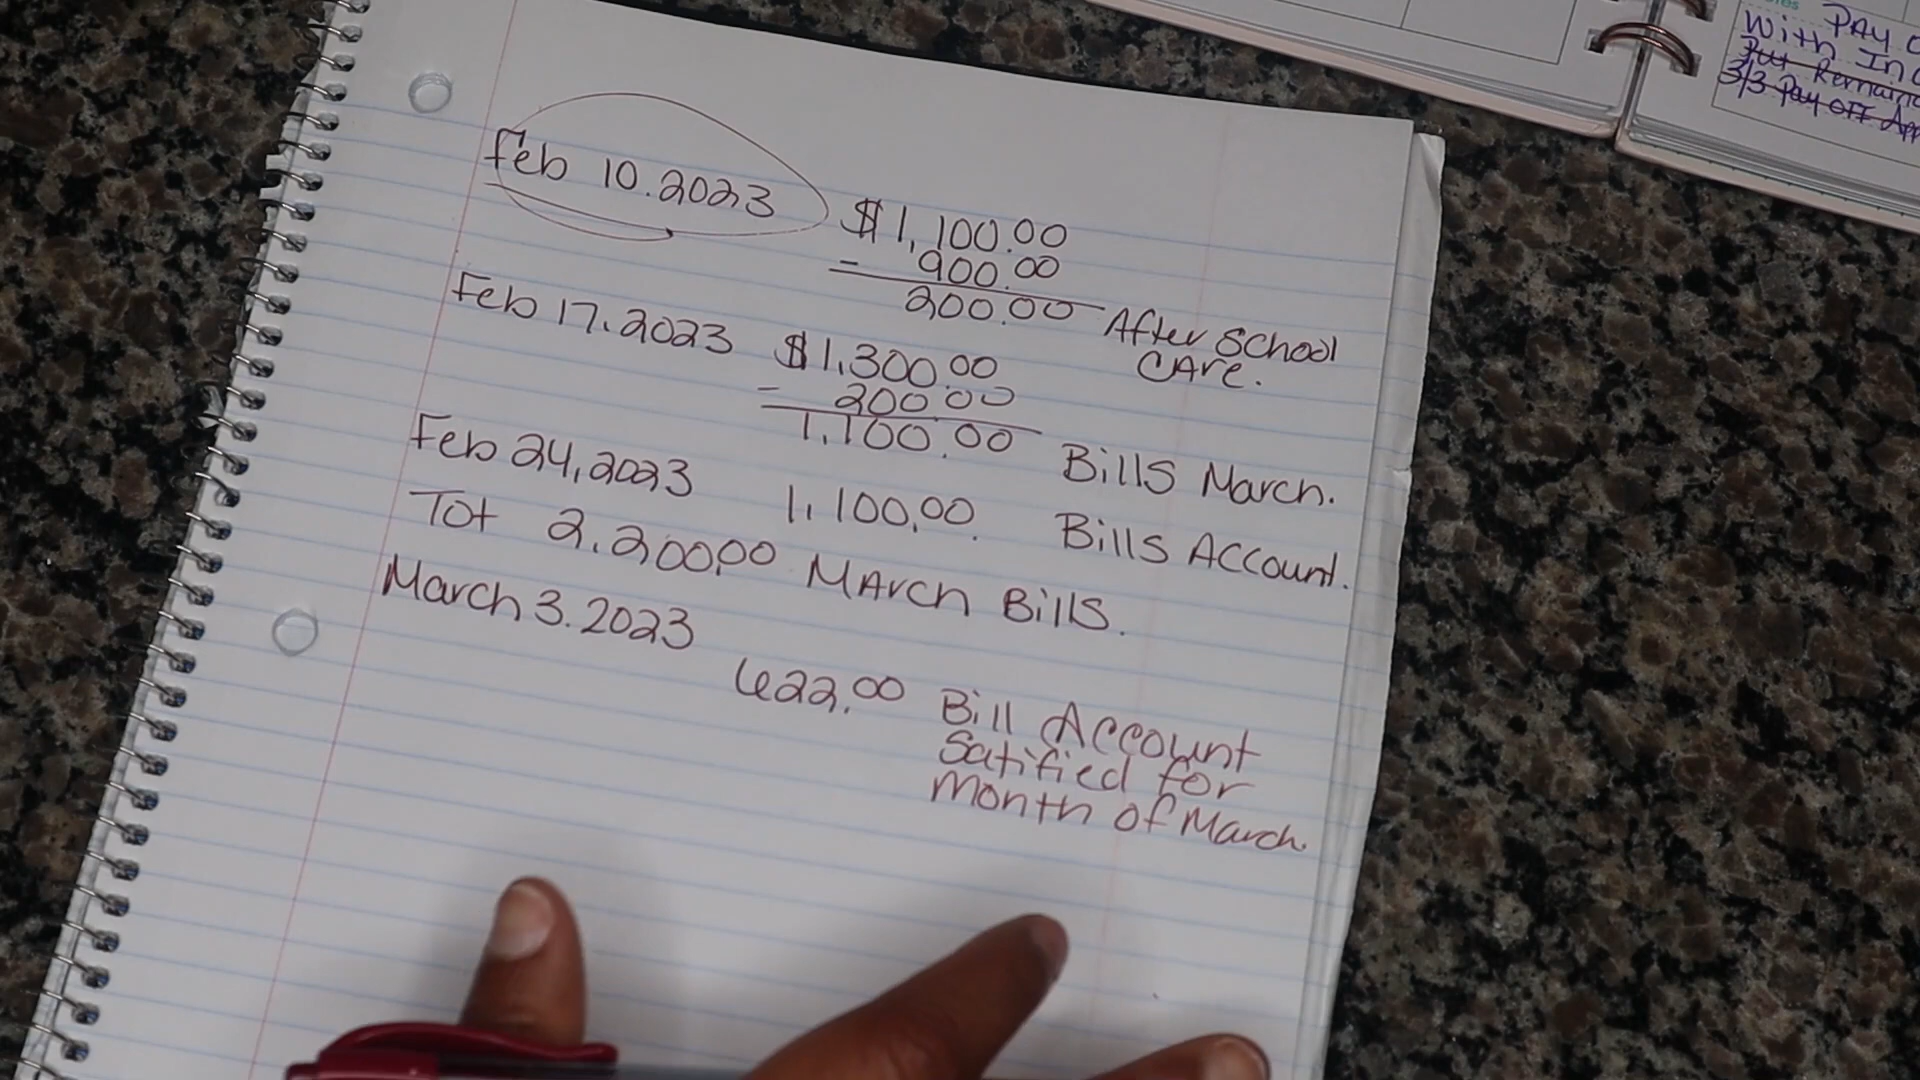 Feb 10.2023
$1,100.00
- 900.00
200.00 After School
CAre.
Feb 17.2023 $1,300.00
- 200.00
1,100.00 Bills March.
Feb 24,2023 1,100.00. Bills Account.
Tot 2,200.00 MArch Bills.
March 3.2023
622.00 Bill Account
Satified for
Month of March.
PAY
With
3/3 Pay OFF